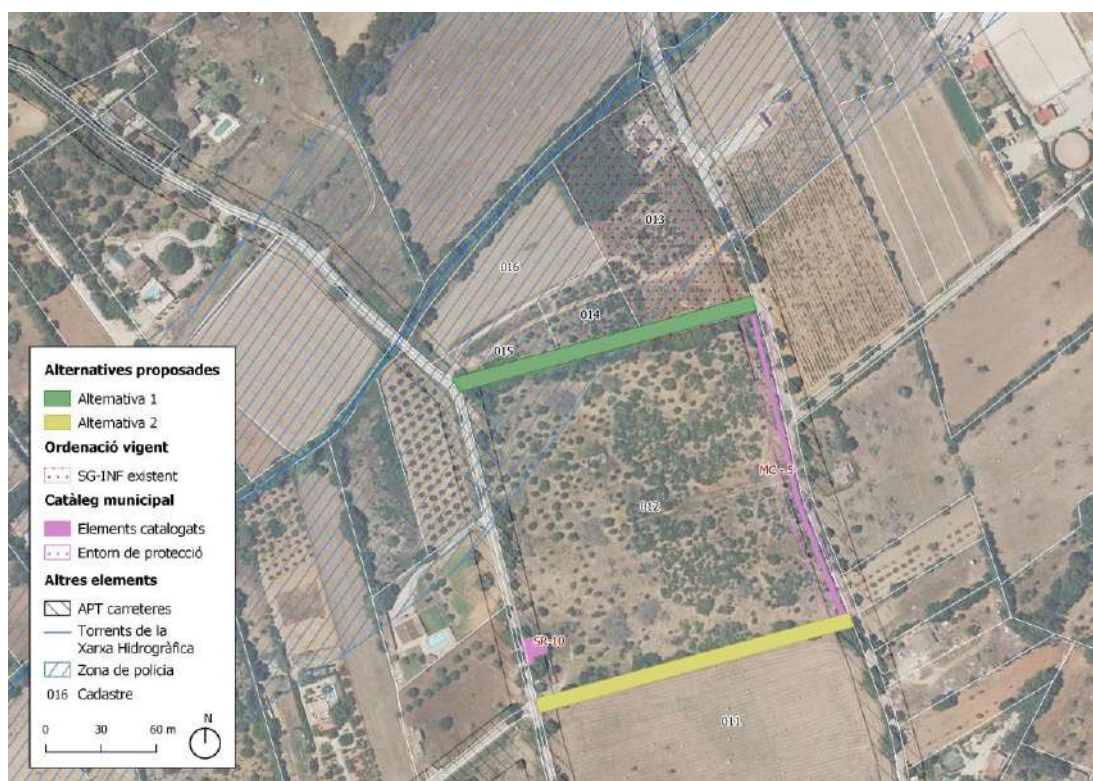 013
016
014
015
MC - 5
012
SR-10
011
Alternatives proposades
Alternativa 1
Alternativa 2
Ordenació vigent
SG-INF existent
Catàleg municipal
Elements catalogats
Entorn de protecció
Altres elements
APT carreteres
Torrents de la
Xarxa Hidrogràfica
Zona de policia
016 Cadastre
0 30 60 m
N